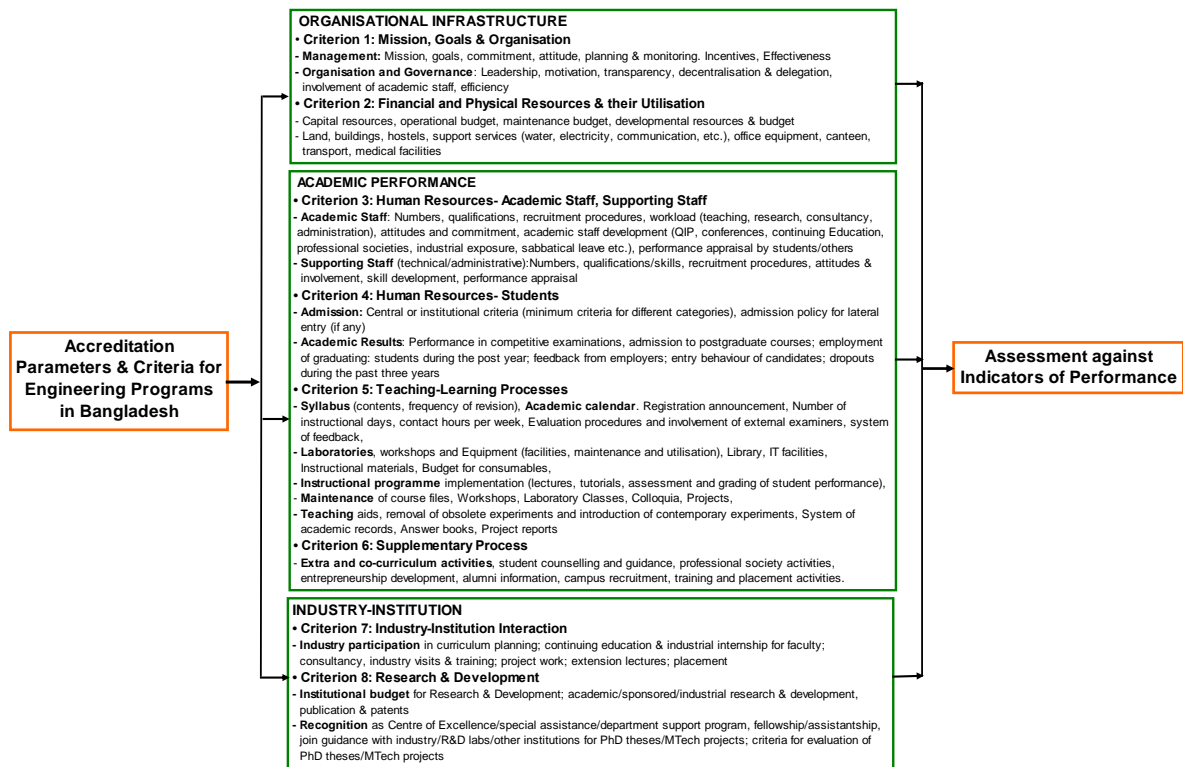 Accreditation
Parameters & Criteria for
Engineering Programs
in Bangladesh
ORGANISATIONAL INFRASTRUCTURE
• Criterion 1: Mission, Goals & Organisation
- Management: Mission, goals, commitment, attitude, planning & monitoring. Incentives, Effectiveness
- Organisation and Governance: Leadership, motivation, transparency, decentralisation & delegation,
involvement of academic staff, efficiency
• Criterion 2: Financial and Physical Resources & their Utilisation
- Capital resources, operational budget, maintenance budget, developmental resources & budget
- Land, buildings, hostels, support services (water, electricity, communication, etc.), office equipment, canteen,
transport, medical facilities
ACADEMIC PERFORMANCE
• Criterion 3: Human Resources- Academic Staff, Supporting Staff
- Academic Staff: Numbers, qualifications, recruitment procedures, workload (teaching, research, consultancy,
administration), attitudes and commitment, academic staff development (QIP, conferences, continuing Education,
professional societies, industrial exposure, sabbatical leave etc.), performance appraisal by students/others
- Supporting Staff (technical/administrative):Numbers, qualifications/skills, recruitment procedures, attitudes &
involvement, skill development, performance appraisal
• Criterion 4: Human Resources- Students
- Admission: Central or institutional criteria (minimum criteria for different categories), admission policy for lateral
entry (if any)
- Academic Results: Performance in competitive examinations, admission to postgraduate courses; employment
of graduating: students during the post year; feedback from employers; entry behaviour of candidates; dropouts
during the past three years
• Criterion 5: Teaching-Learning Processes
- Syllabus (contents, frequency of revision), Academic calendar. Registration announcement, Number of
instructional days, contact hours per week, Evaluation procedures and involvement of external examiners, system
of feedback,
- Laboratories, workshops and Equipment (facilities, maintenance and utilisation), Library, IT facilities,
Instructional materials, Budget for consumables,
- Instructional programme implementation (lectures, tutorials, assessment and grading of student performance),
- Maintenance of course files, Workshops, Laboratory Classes, Colloquia, Projects,
- Teaching aids, removal of obsolete experiments and introduction of contemporary experiments, System of
academic records, Answer books, Project reports
• Criterion 6: Supplementary Process
- Extra and co-curriculum activities, student counselling and guidance, professional society activities,
entrepreneurship development, alumni information, campus recruitment, training and placement activities.
INDUSTRY-INSTITUTION
• Criterion 7: Industry-Institution Interaction
- Industry participation in curriculum planning; continuing education & industrial internship for faculty;
consultancy, industry visits & training; project work; extension lectures; placement
• Criterion 8: Research & Development
- Institutional budget for Research & Development; academic/sponsored/industrial research & development,
publication & patents
- Recognition as Centre of Excellence/special assistance/department support program, fellowship/assistantship,
join guidance with industry/R&D labs/other institutions for PhD theses/MTech projects; criteria for evaluation of
PhD theses/MTech projects
Assessment against
Indicators of Performance